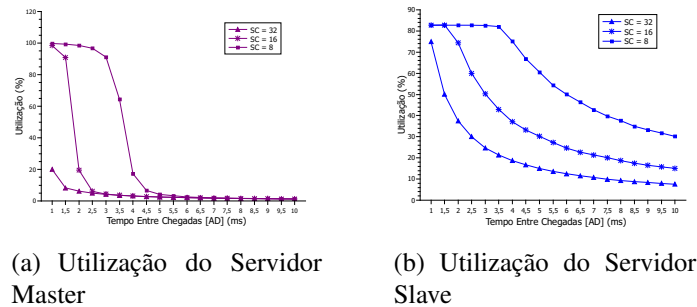 120
100
80
60
40
20
0
Utilização (%)
SC = 32
SC = 16
SC = 8
1 1,5 2 2,5 3 3,5 4 4,5 5 5,5 6 6,5 7 7,5 8 8,5 9 9,5 10
Tempo Entre Chegadas [AD] (ms)
(a) Utilização do Servidor
Master
90
80
70
60
50
40
30
20
10
0
Utilização (%)
SC = 32
SC = 16
SC = 8
1 1,5 2 2,5 3 3,5 4 4,5 5 5,5 6 6,5 7 7,5 8 8,5 9 9,5 10
Tempo Entre Chegadas [AD] (ms)
(b) Utilização do Servidor
Slave